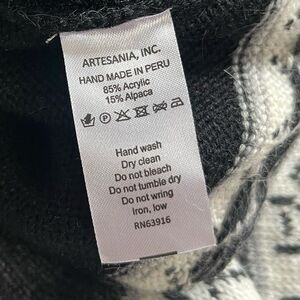 ARTESANIA, INC.
HAND MADE IN PERU
85% Acrylic
15% Alpaca
Hand wash
Dry clean
Do not bleach
Do not tumble dry
Do not wring
Iron, low
RN63916